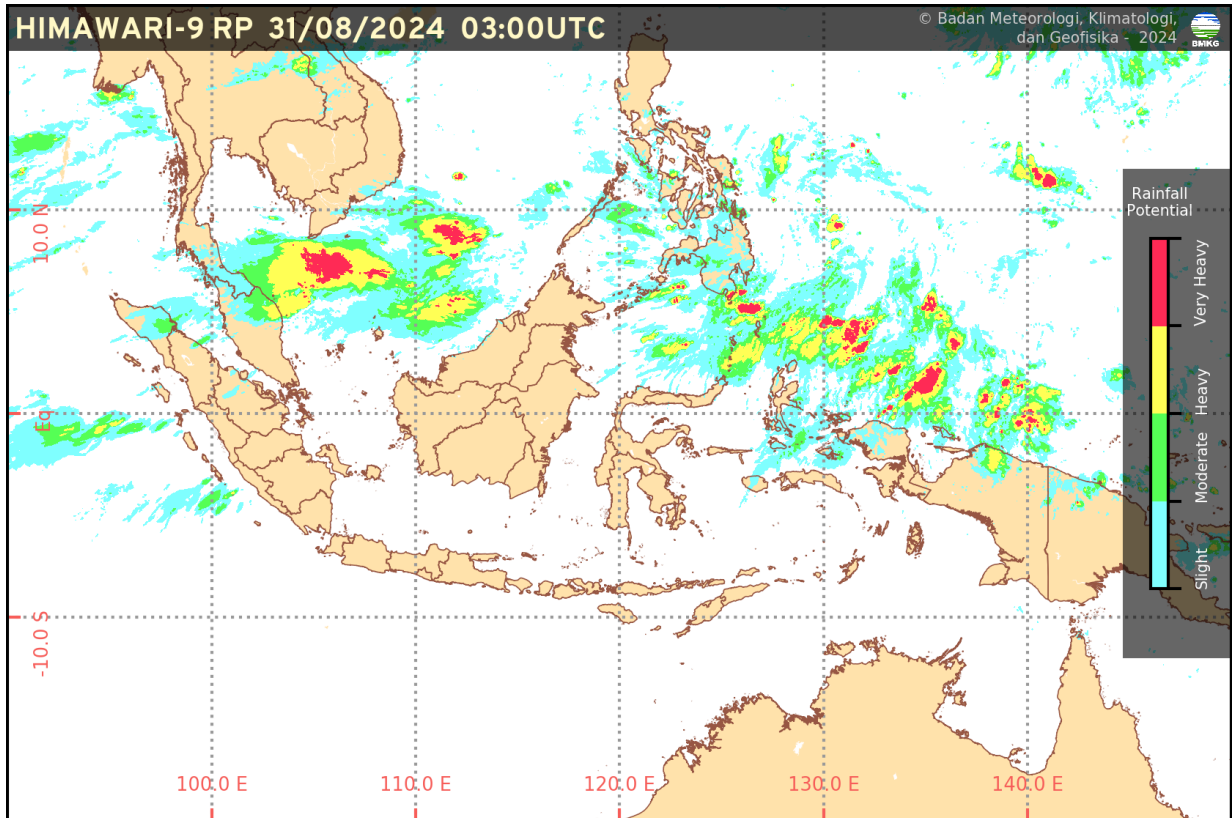 HIMAWARI-9 RP 31/08/2024 03:00UTC
© Badan Meteorologi, Klimatologi,
dan Geofisika - 2024
BMKG
Rainfall
Potential
Very Heavy
Heavy
Moderate
Slight
10.0 N
Eq
-10.0 S
100.0 E
110.0 E
120.0 E
130.0 E
140.0 E